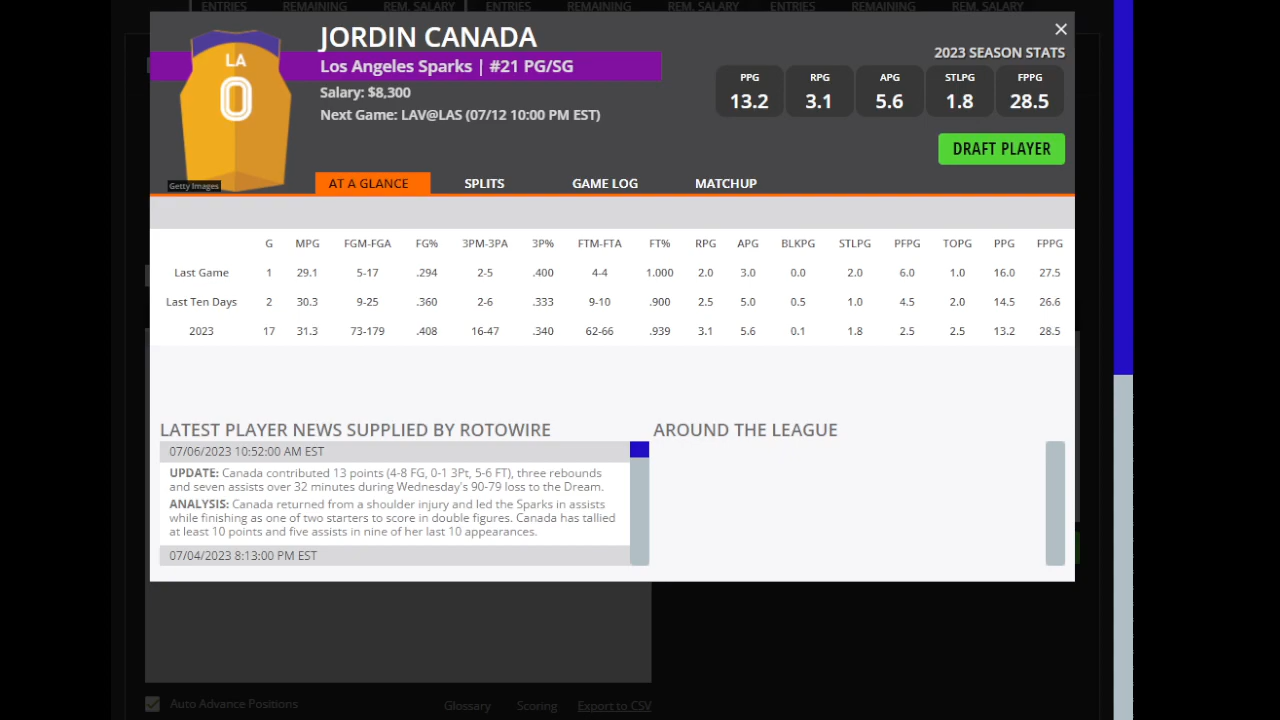 ENTRIES REMAINING REM. SALARY ENTRIES REMAINING REM. SALARY ENTRIES REMAINING REM. SALARY
JORDIN CANADA
Los Angeles Sparks | #21 PG/SG
Salary: $8,300
Next Game: LAV@LAS (07/12 10:00 PM EST)
LA
0
Getty Images
2023 SEASON STATS
PPG RPG APG STLPG FPPG
13.2 3.1 5.6 1.8 28.5
DRAFT PLAYER
AT A GLANCE SPLITS GAME LOG MATCHUP
G MPG FGM-FGA FG% 3PM-3PA 3P% FTM-FTA FT% RPG APG BLKPG STLPG PFPG TOPG PPG FPPG
Last Game 1 29.1 5-17 .294 2-5 .400 4-4 1.000 2.0 3.0 0.0 2.0 6.0 1.0 16.0 27.5
Last Ten Days 2 30.3 9-25 .360 2-6 .333 9-10 .900 2.5 5.0 0.5 1.0 4.5 2.0 14.5 26.6
2023 17 31.3 73-179 .408 16-47 .340 62-66 .939 3.1 5.6 0.1 1.8 2.5 2.5 13.2 28.5
LATEST PLAYER NEWS SUPPLIED BY ROTOWIRE
07/06/2023 10:52:00 AM EST
UPDATE: Canada contributed 13 points (4-8 FG, 0-1 3Pt, 5-6 FT), three rebounds
and seven assists over 32 minutes during Wednesday's 90-79 loss to the Dream.
ANALYSIS: Canada returned from a shoulder injury and led the Sparks in assists
while finishing as one of two starters to score in double figures. Canada has tallied
at least 10 points and five assists in nine of her last 10 appearances.
07/04/2023 8:13:00 PM EST
AROUND THE LEAGUE
Auto Advance Positions Glossary Scoring Export to CSV